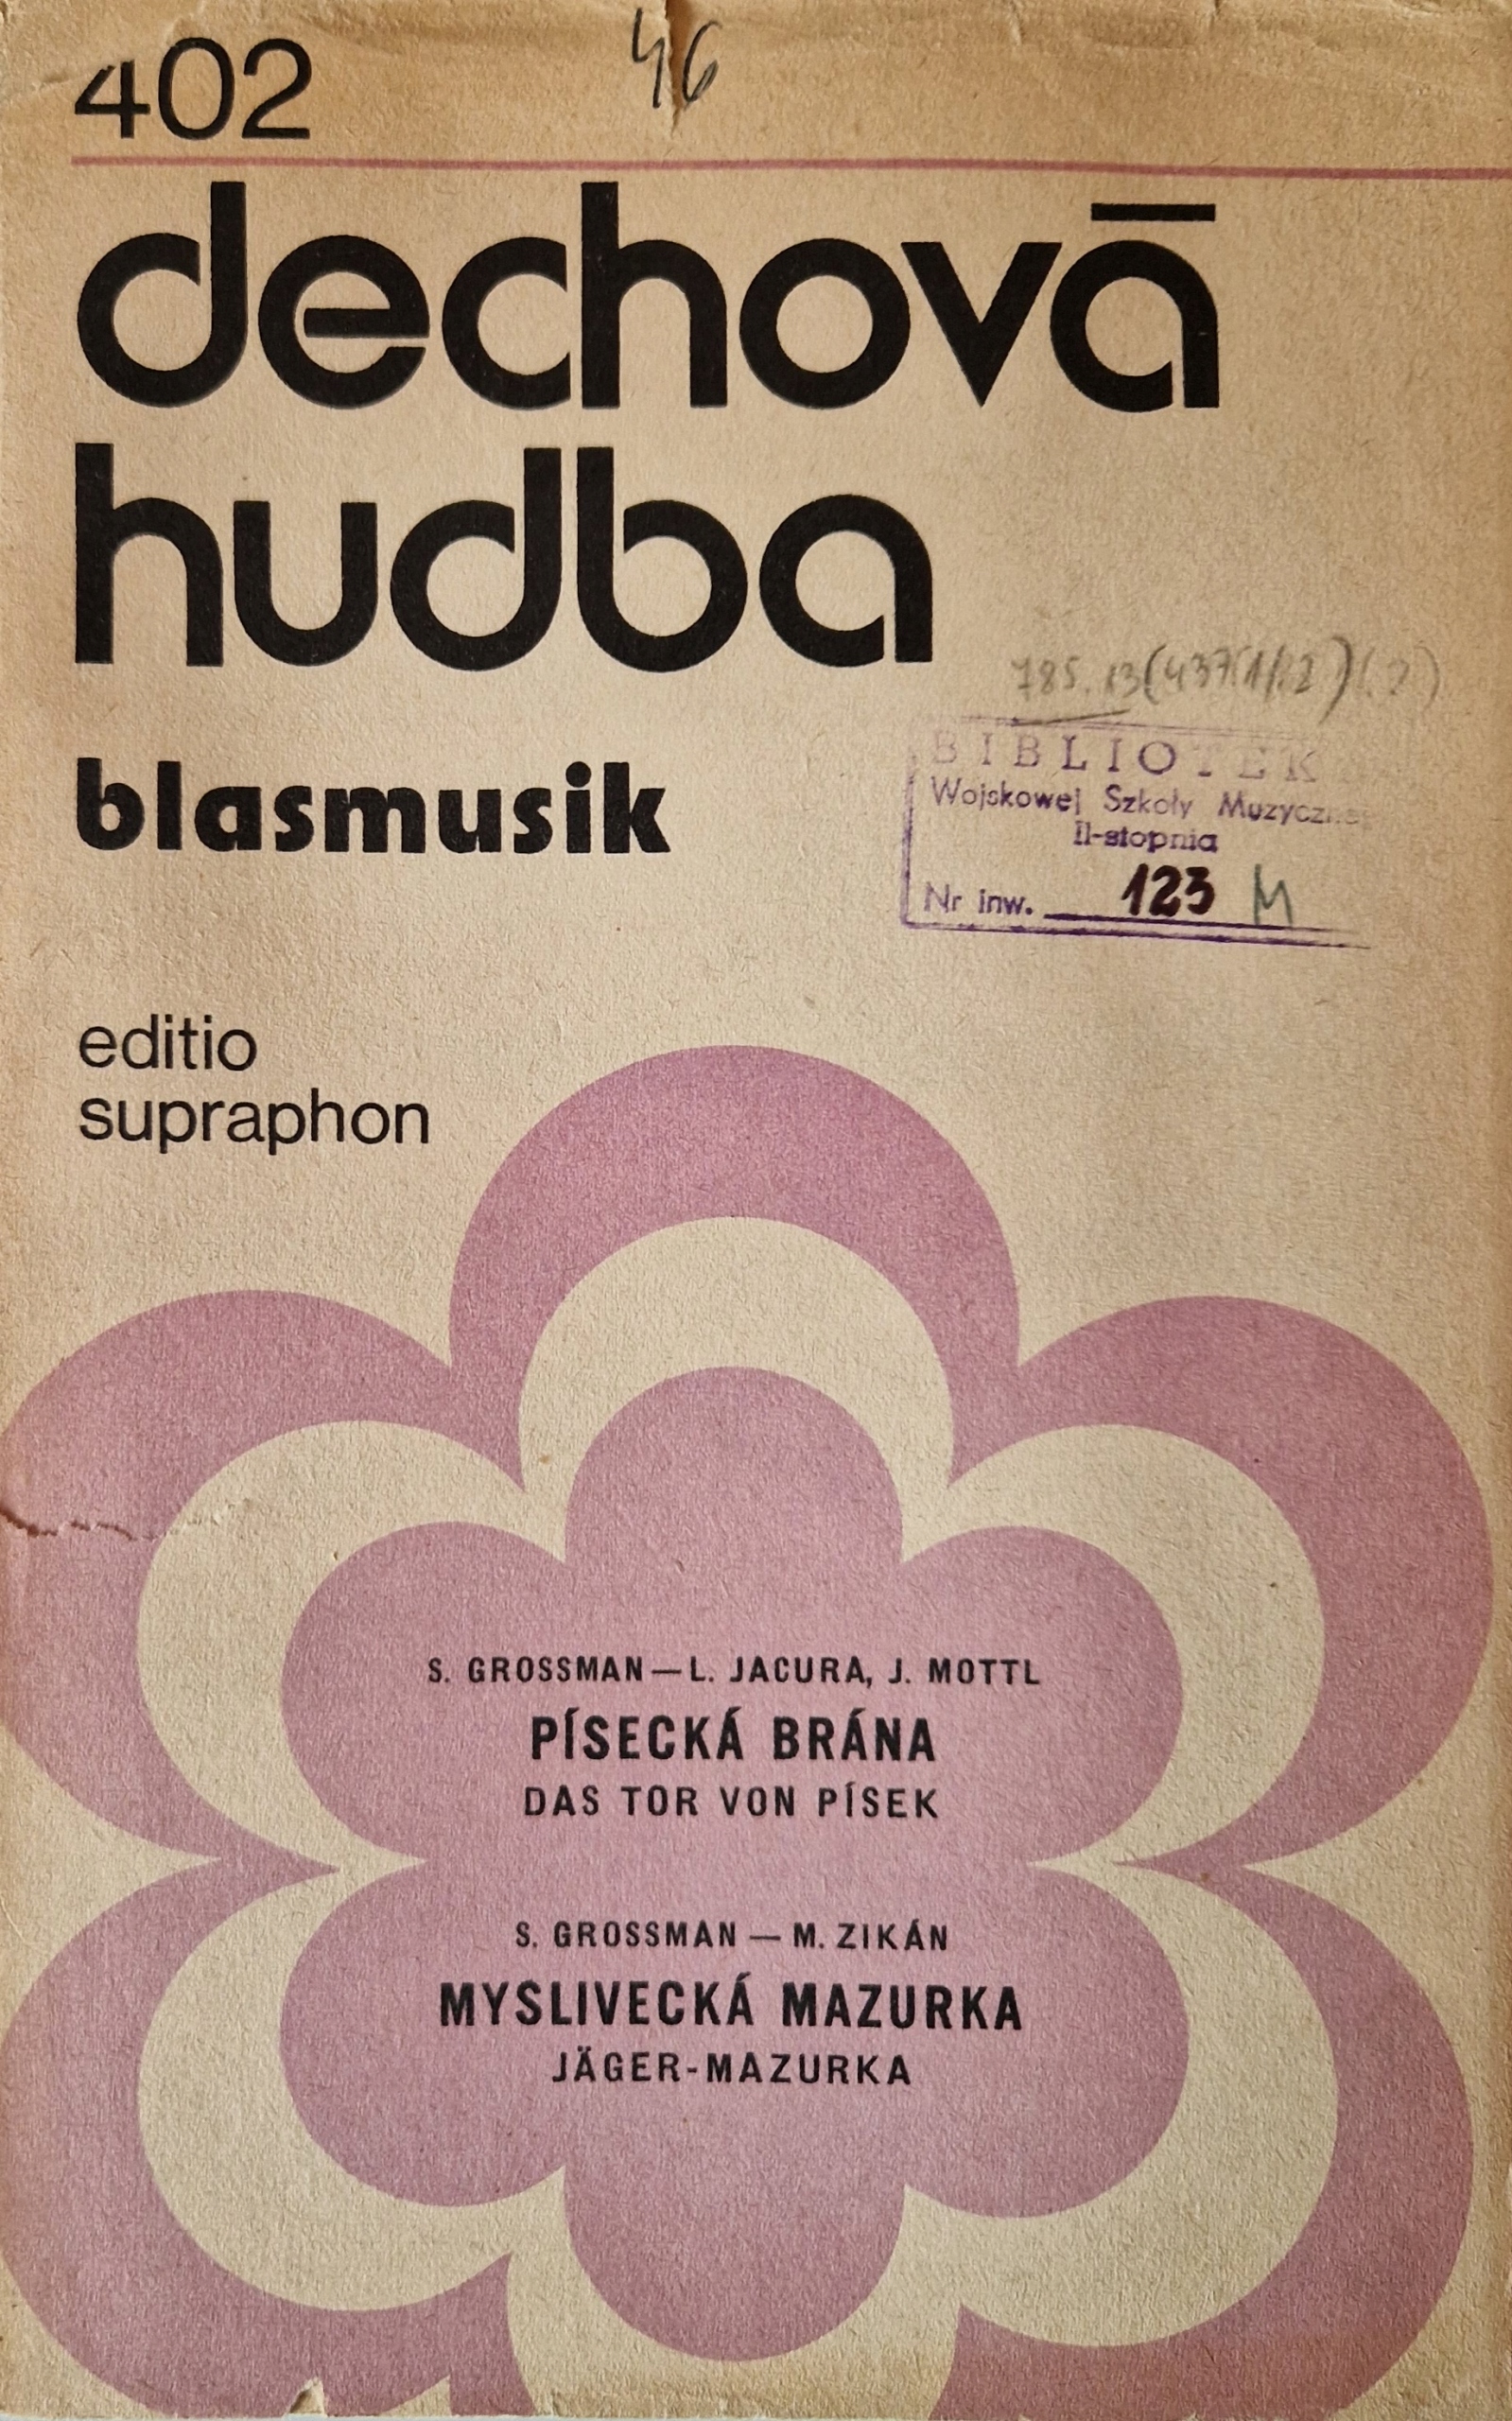 402
46
dechovā
hudba
785.13(437(1/2)(2)
blasmusik
BIBLIOTEK
Wojskowej Szkoły Muzycznej
II-stopnia
Nr inw. 123 M
editio
supraphon
S. GROSSMAN — L. JACURA, J. MOTTL
PÍSECKÁ BRÁNA
DAS TOR VON PÍSEK
S. GROSSMAN — M. ZIKÁN
MYSLIVECKÁ MAZURKA
JÄGER-MAZURKA